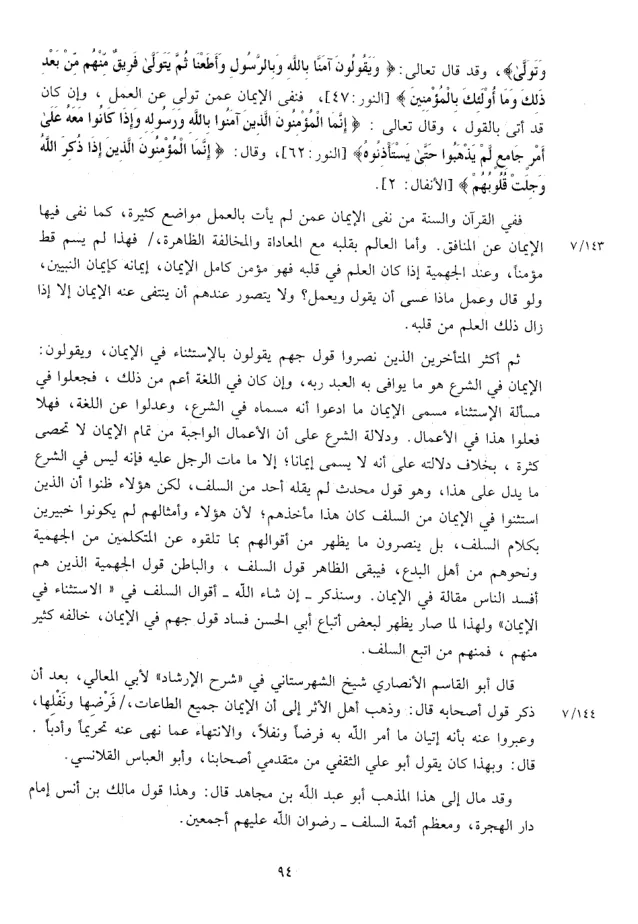 وَتَوَلَّىٰ﴾، وقد قال تعالى: ﴿ وَيَقُولُونَ آمَنَّا بِاللَّهِ وَبِالرَّسُولِ وَأَطَعْنَا ثُمَّ يَتَوَلَّىٰ فَرِيقٌ مِّنْهُم مِّنْ بَعْدِ
ذَلِكَ وَمَا أُوْلَئِكَ بِالْمُؤْمِنِينَ ﴾ [النور:٤٧]، فنفى الإيمان عمن تولى عن العمل ، وإن كان
قد أتى بالقول ، وقال تعالى : ﴿ إِنَّمَا الْمُؤْمِنُونَ الَّذِينَ آمَنُوا بِاللَّهِ وَرَسُولِهِ وَإِذَا كَانُوا مَعَهُ عَلَىٰ
أَمْرٍ جَامِعٍ لَمْ يَذْهَبُوا حَتَّىٰ يَسْتَأْذِنُوهُ﴾ [النور:٦٢]، وقال: ﴿ إِنَّمَا الْمُؤْمِنُونَ الَّذِينَ إِذَا ذُكِرَ اللَّهُ
وَجِلَتْ قُلُوبُهُمْ ﴾ [الأنفال: ٢].
ففي القرآن والسنة من نفى الإيمان عمن لم يأت بالعمل مواضع كثيرة، كما نفى فيها
٧/١٤٣ الإيمان عن المنافق. وأما العالم بقلبه مع المعاداة والمخالفة الظاهرة،/ فهذا لم يسم قط
مؤمناً، وعند الجهمية إذا كان العلم في قلبه فهو مؤمن كامل الإيمان، إيمانه كإيمان النبيين،
ولو قال وعمل ماذا عسى أن يقول ويعمل؟ ولا يتصور عندهم أن ينتفى عنه الإيمان إلا إذا
زال ذلك العلم من قلبه.
ثم أكثر المتأخرين الذين نصروا قول جهم يقولون بالإستثناء في الإيمان، ويقولون:
الإيمان في الشرع هو ما يوافى به العبد ربه، وإن كان في اللغة أعم من ذلك ، فجعلوا في
مسألة الإستثناء مسمى الإيمان ما ادعوا أنه مسماه في الشرع، وعدلوا عن اللغة، فهلا
فعلوا هذا في الأعمال. ودلالة الشرع على أن الأعمال الواجبة من تمام الإيمان لا تحصى
كثرة ، بخلاف دلالته على أنه لا يسمى إيمانا؛ إلا ما مات الرجل عليه فإنه ليس في الشرع
ما يدل على هذا، وهو قول محدث لم يقله أحد من السلف، لكن هؤلاء ظنوا أن الذين
استثنوا في الإيمان من السلف كان هذا مأخذهم؛ لأن هؤلاء وأمثالهم لم يكونوا خبيرين
بكلام السلف، بل ينصرون ما يظهر من أقوالهم بما تلقوه عن المتكلمين من الجهمية
ونحوهم من أهل البدع، فيبقى الظاهر قول السلف ، والباطن قول الجهمية الذين هم
أفسد الناس مقالة في الإيمان. وسنذكر ـ إن شاء اللّه ـ أقوال السلف في « الاستثناء في
الإيمان» ولهذا لما صار يظهر لبعض أتباع أبي الحسن فساد قول جهم في الإيمان، خالفه كثير
منهم ، فمنهم من اتبع السلف.
قال أبو القاسم الأنصاري شيخ الشهرستاني في «شرح الإرشاد» لأبي المعالي، بعد أن
٧/١٤٤ ذكر قول أصحابه قال: وذهب أهل الأثر إلى أن الإيمان جميع الطاعات،/ فَرْضِها ونَفْلِها،
وعبروا عنه بأنه إتيان ما أمر اللّه به فرضاً ونفلاً، والانتهاء عما نهى عنه تحريماً وأدباً .
قال: وبهذا كان يقول أبو علي الثقفي من متقدمي أصحابنا، وأبو العباس القلانسي.
وقد مال إلى هذا المذهب أبو عبد اللّه بن مجاهد قال: وهذا قول مالك بن أنس إمام
دار الهجرة، ومعظم أئمة السلف ـ رضوان اللّه عليهم أجمعين.
٩٤